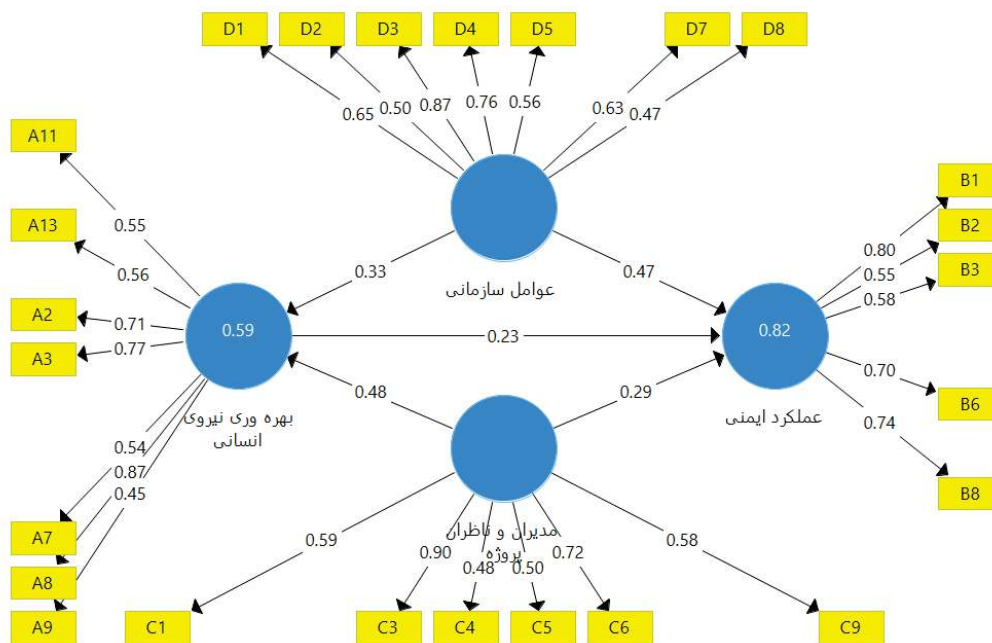 D1 D2 D3 D4 D5 D7 D8
0.65 0.50 0.87 0.76 0.56 0.63 0.47
A11
A13
A2
A3
A7
A8
A9
0.55
0.56
0.71
0.77
0.54
0.87
0.45
0.59
بهره وری نیروی
انسانی
عوامل سازمانی
0.33
0.47
0.23
0.48
0.29
0.82
عملکرد ایمنی
B1
B2
B3
B6
B8
0.80
0.55
0.58
0.70
0.74
مدیران و ناظران
پروژه
0.59 0.90 0.48 0.50 0.72 0.58
C1 C3 C4 C5 C6 C9